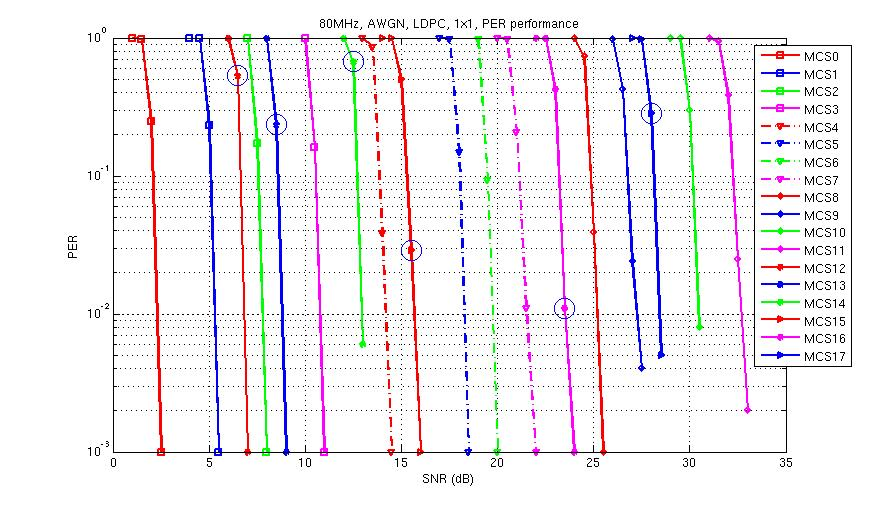 80MHz, AWGN, LDPC, 1x1, PER performance
PER
10^0
10^-1
10^-2
10^-3
0 5 10 15 20 25 30 35
SNR (dB)
MCS0
MCS1
MCS2
MCS3
MCS4
MCS5
MCS6
MCS7
MCS8
MCS9
MCS10
MCS11
MCS12
MCS13
MCS14
MCS15
MCS16
MCS17